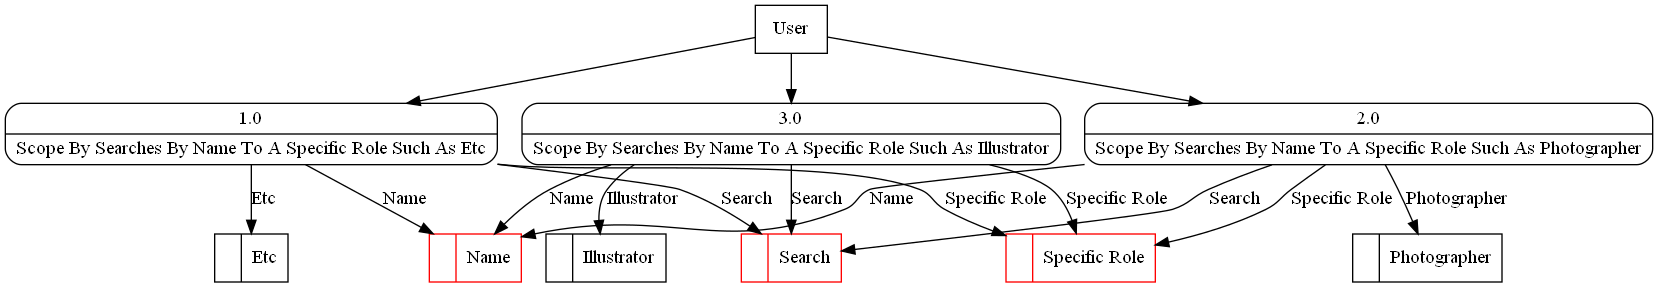 User
1.0
3.0
2.0
Scope By Searches By Name To A Specific Role Such As Etc
Scope By Searches By Name To A Specific Role Such As Illustrator
Scope By Searches By Name To A Specific Role Such As Photographer
Etc
Name
Name
Illustrator
Search
Search
Name
Specific Role
Specific Role
Search
Specific Role
Photographer
Etc
Name
Illustrator
Search
Specific Role
Photographer